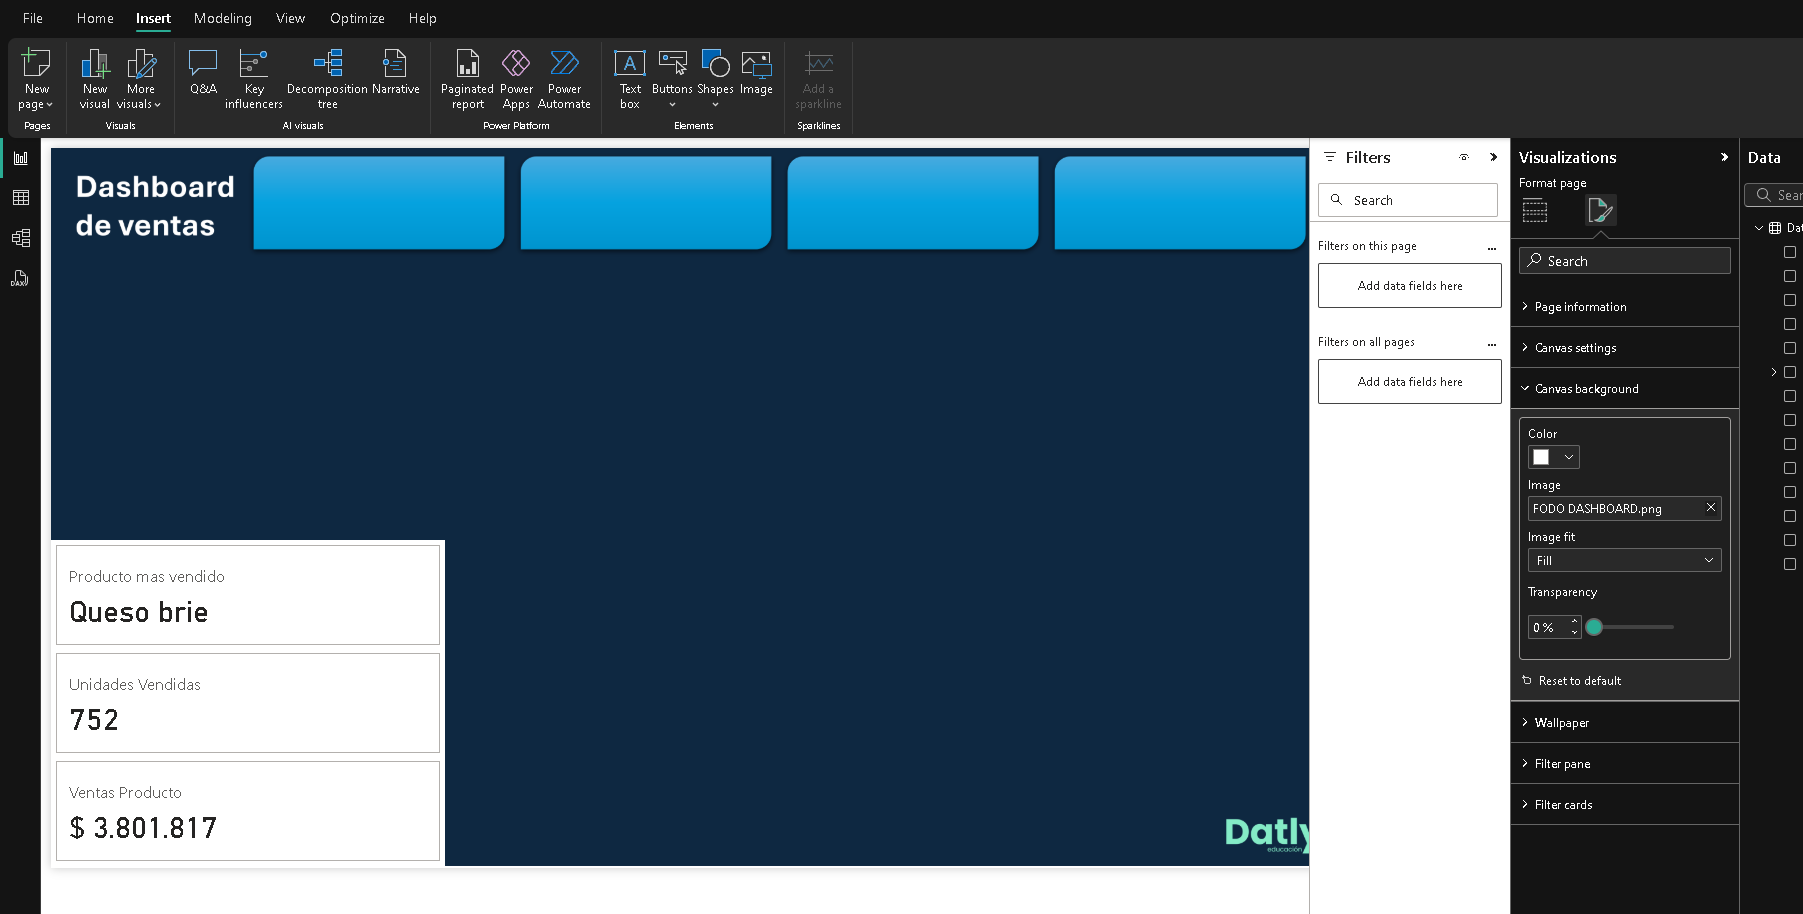 File Home Insert Modeling View Optimize Help
New page
New visual
More visuals
Q&A
Key influencers
Decomposition tree
Narrative
Paginated report
Power Apps
Power Automate
Text box
Buttons
Shapes
Image
Add a sparkline
Pages
Visuals
AI visuals
Power Platform
Elements
Sparklines
DAX
Dashboard
de ventas
Producto mas vendido
Queso brie
Unidades Vendidas
752
Ventas Producto
$ 3.801.817
Datly
educación
Filters
Search
Filters on this page ...
Add data fields here
Filters on all pages ...
Add data fields here
Visualizations
Format page
Search
Page information
Canvas settings
Canvas background
Color
Image
FODO DASHBOARD.png
Image fit
Fill
Transparency
0 %
Reset to default
Wallpaper
Filter pane
Filter cards
Data
Sear
Dat